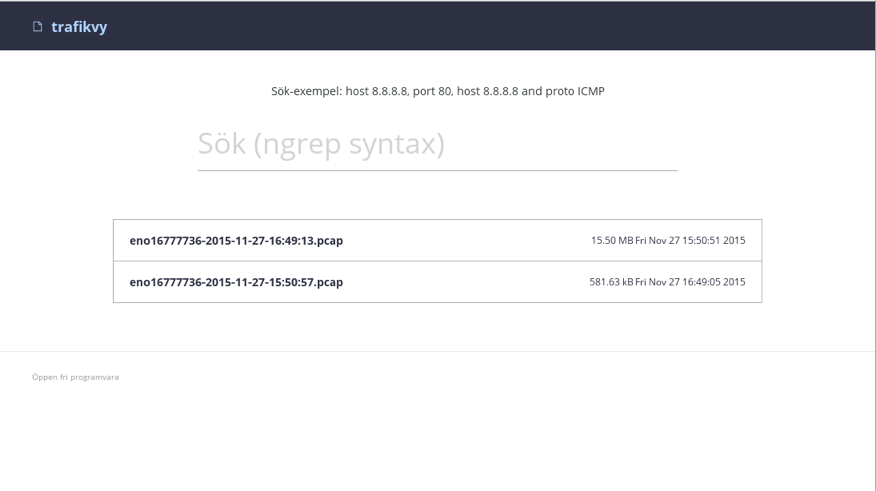 trafikvy
Sök-exempel: host 8.8.8.8, port 80, host 8.8.8.8 and proto ICMP
Sök (ngrep syntax)
eno16777736-2015-11-27-16:49:13.pcap 15.50 MB Fri Nov 27 15:50:51 2015
eno16777736-2015-11-27-15:50:57.pcap 581.63 kB Fri Nov 27 16:49:05 2015
Öppen fri programvara